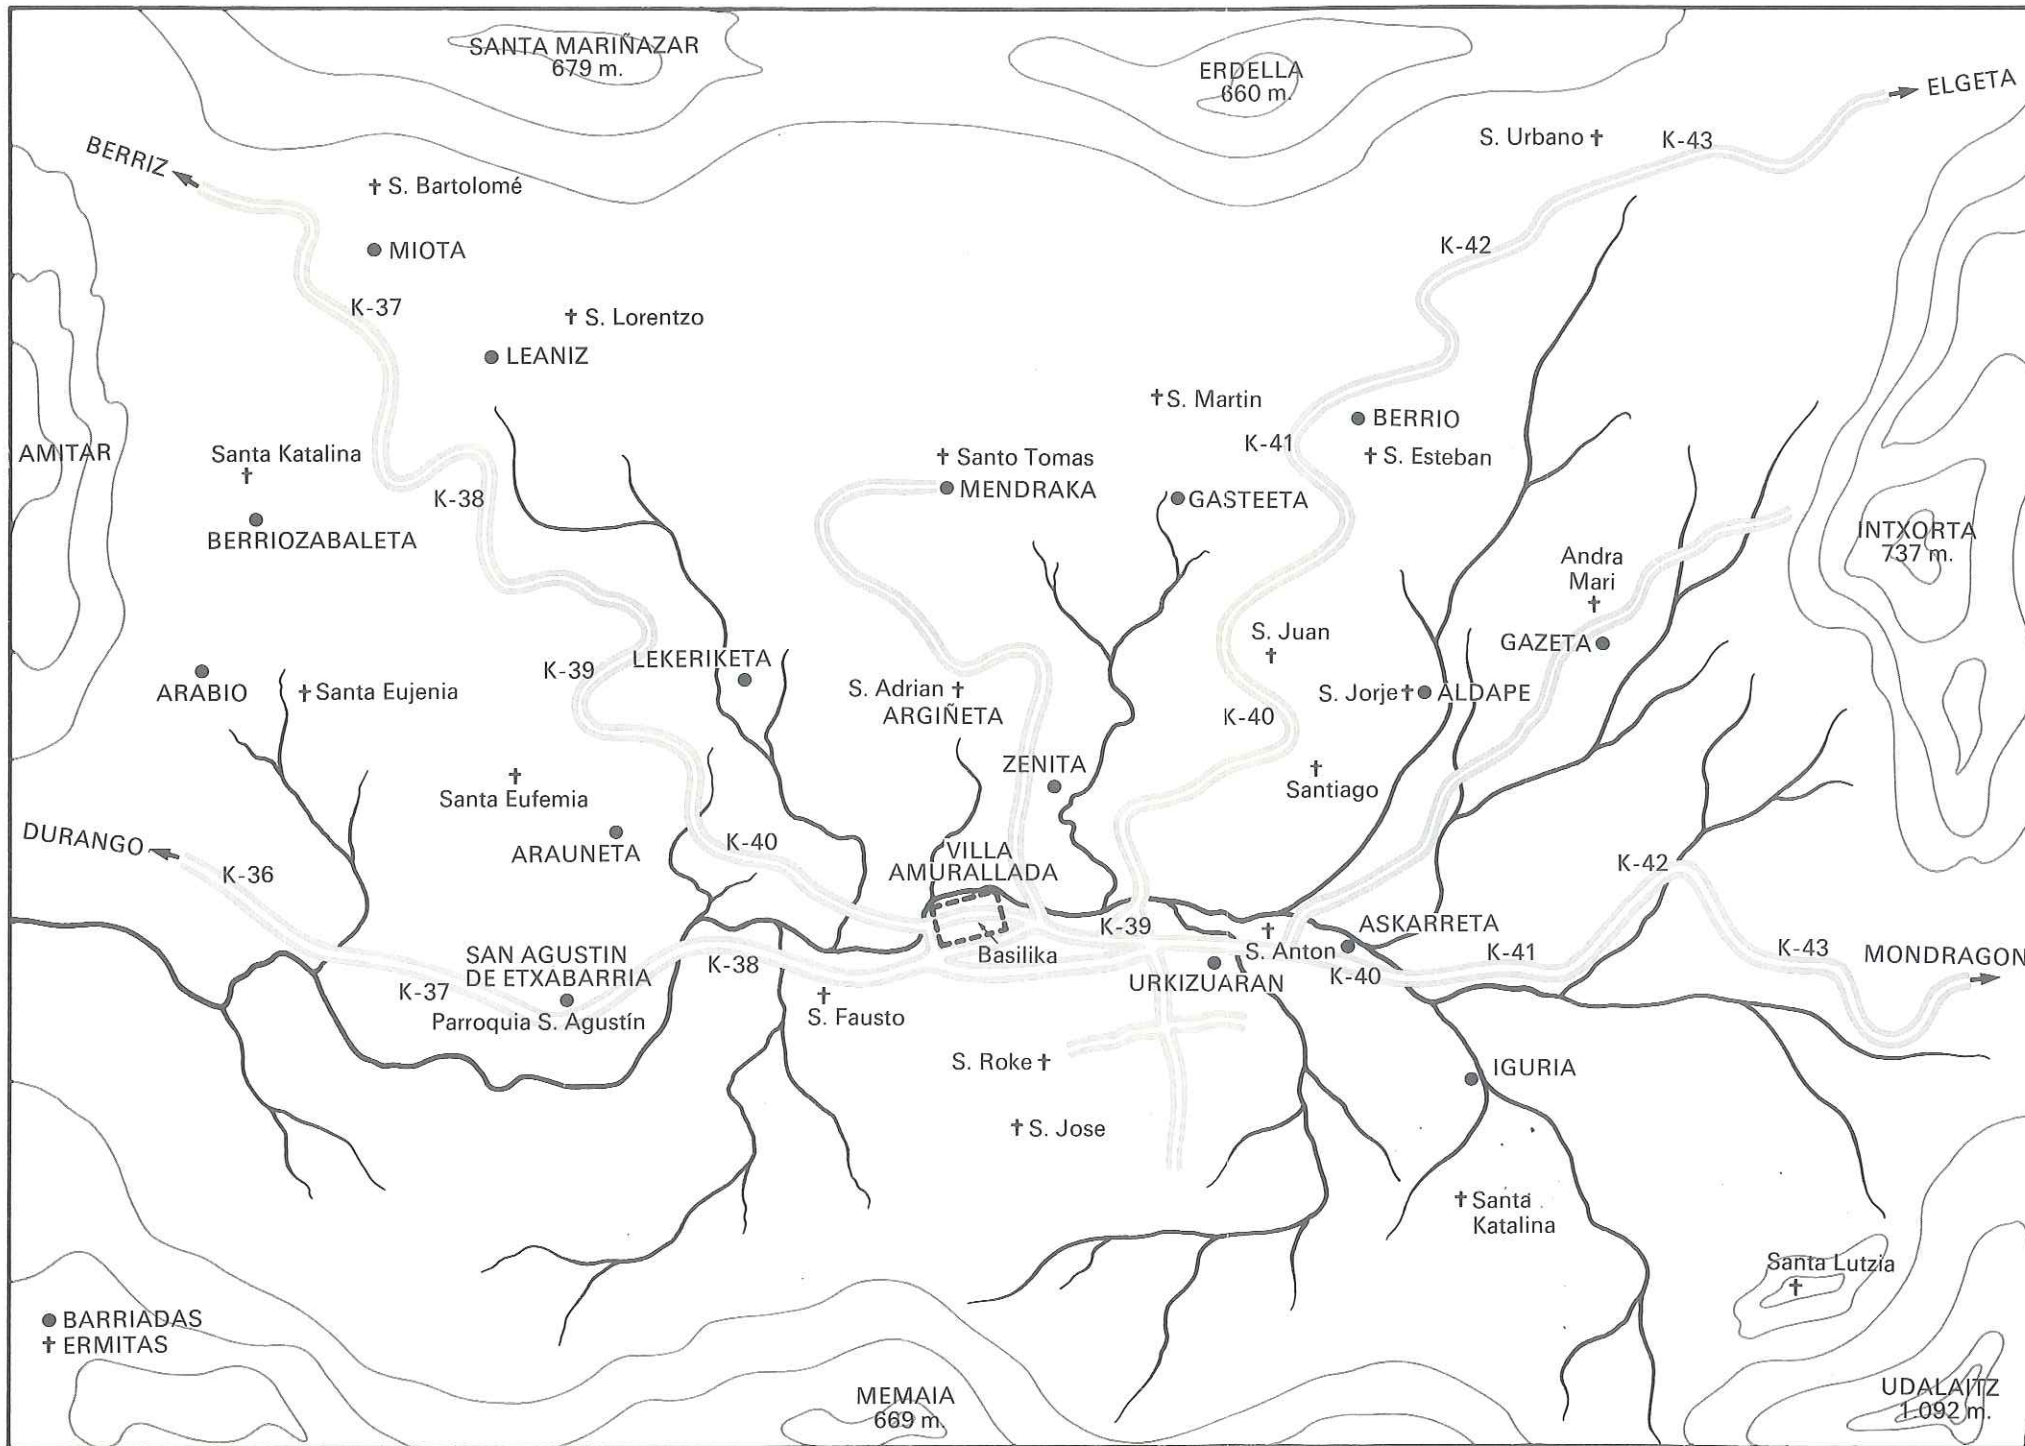 SANTA MARIÑAZAR
679 m.
ERDELLA
660 m.
ELGETA
S. Urbano
K-43
BERRIZ
S. Bartolomé
MIOTA
K-42
K-37
S. Lorentzo
LEANIZ
S. Martin
BERRIO
K-41
S. Esteban
AMITAR
Santa Katalina
Santo Tomas
MENDRAKA
K-38
GASTEETA
BERRIOZABALETA
INTXORTA
737 m.
Andra
Mari
S. Juan
GAZETA
K-39
LEKERIKETA
ARABIO
Santa Eujenia
S. Adrian
ARGIÑETA
S. Jorje
ALDAPE
K-40
ZENITA
Santa Eufemia
Santiago
DURANGO
ARAUNETA
K-40
VILLA
AMURALLADA
K-36
K-42
K-39
ASKARRETA
SAN AGUSTIN
DE ETXABARRIA
K-38
Basilika
S. Anton
K-41
K-43
MONDRAGON
K-37
URKIZUARAN
K-40
Parroquia S. Agustín
S. Fausto
S. Roke
IGURIA
S. Jose
Santa
Katalina
Santa Lutzia
BARRIADAS
ERMITAS
MEMAIA
669 m.
UDALAITZ
1.092 m.